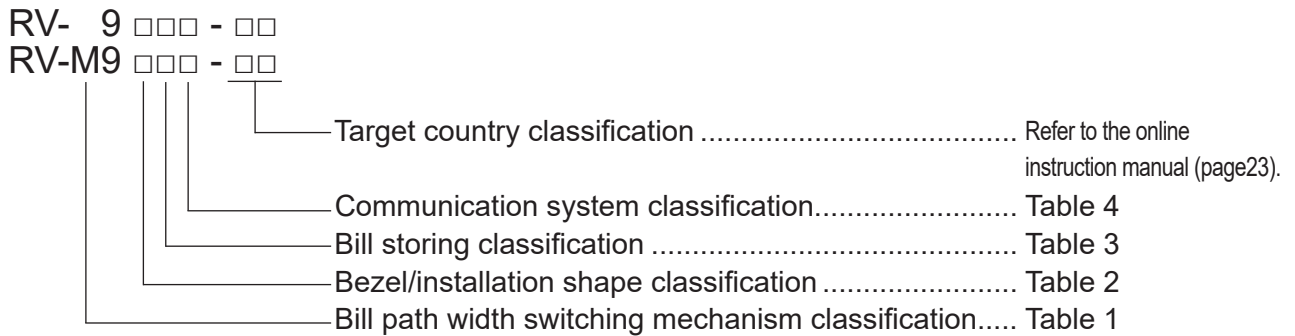 RV- 9 □□□ - □□
RV-M9 □□□ - □□
Target country classification ..................................... Refer to the online
instruction manual (page23).
Communication system classification........................ Table 4
Bill storing classification ........................................... Table 3
Bezel/installation shape classification ....................... Table 2
Bill path width switching mechanism classification..... Table 1